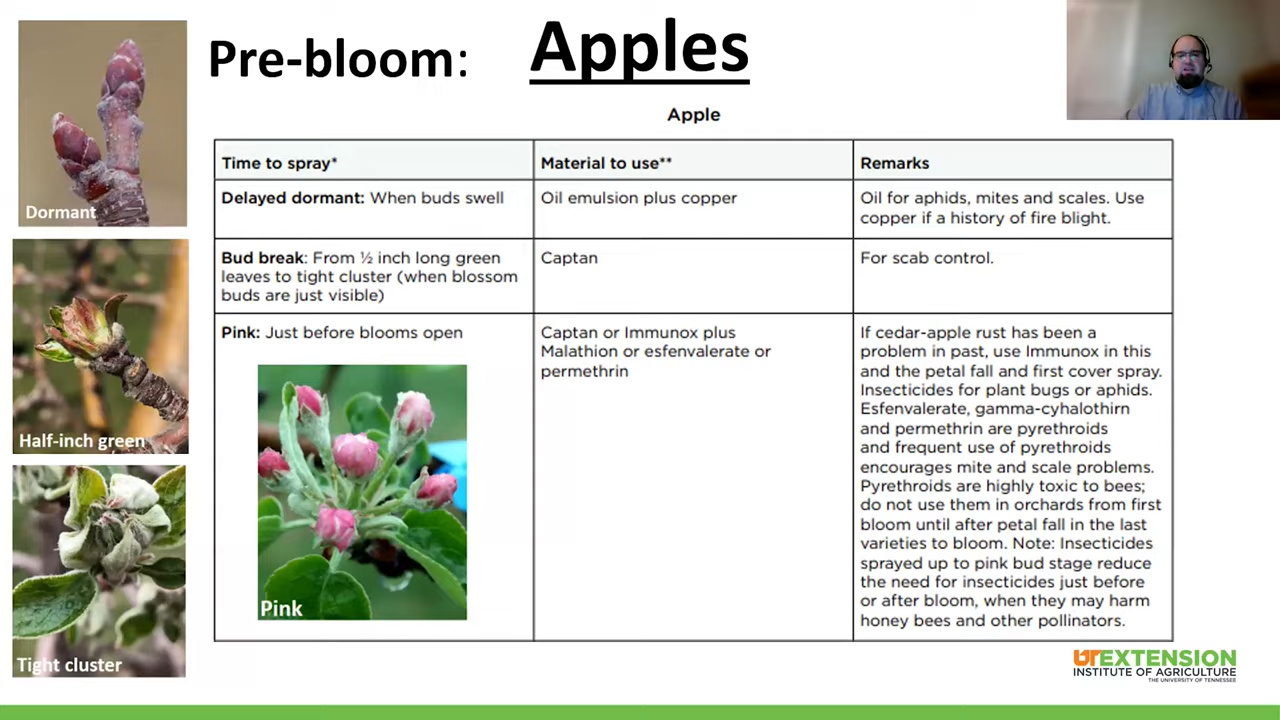 Pre-bloom: Apples
Apple
Time to spray*
Material to use**
Remarks
Delayed dormant: When buds swell
Oil emulsion plus copper
Oil for aphids, mites and scales. Use
copper if a history of fire blight.
Bud break: From ½ inch long green
leaves to tight cluster (when blossom
buds are just visible)
Captan
For scab control.
Pink: Just before blooms open
Captan or Immunox plus
Malathion or esfenvalerate or
permethrin
If cedar-apple rust has been a
problem in past, use Immunox in this
and the petal fall and first cover spray.
Insecticides for plant bugs or aphids.
Esfenvalerate, gamma-cyhalothirn
and permethrin are pyrethroids
and frequent use of pyrethroids
encourages mite and scale problems.
Pyrethroids are highly toxic to bees;
do not use them in orchards from first
bloom until after petal fall in the last
varieties to bloom. Note: Insecticides
sprayed up to pink bud stage reduce
the need for insecticides just before
or after bloom, when they may harm
honey bees and other pollinators.
Dormant
Half-inch green
Tight cluster
Pink
UT EXTENSION
INSTITUTE OF AGRICULTURE
THE UNIVERSITY OF TENNESSEE